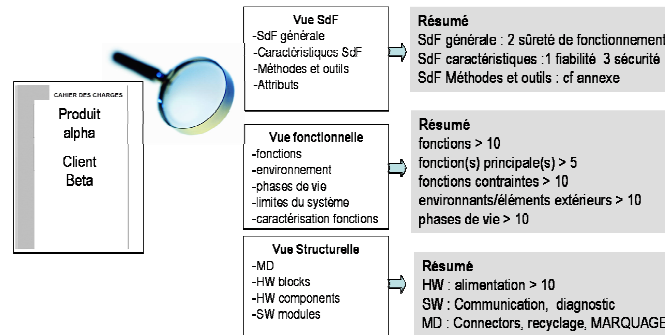 CAHIER DES CHARGES
Produit
alpha
Client
Beta
Vue SdF
-SdF générale
-Caractéristiques SdF
-Méthodes et outils
-Attributs
Résumé
SdF générale : 2 sûreté de fonctionnement
SdF caractéristiques :1 fiabilité 3 sécurité
SdF Méthodes et outils : cf annexe
Vue fonctionnelle
-fonctions
-environnement
-phases de vie
-limites du système
-caractérisation fonctions
Résumé
fonctions > 10
fonction(s) principale(s) > 5
fonctions contraintes > 10
environnants/éléments extérieurs > 10
phases de vie > 10
Vue Structurelle
-MD
-HW blocks
-HW components
-SW modules
Résumé
HW : alimentation > 10
SW : Communication, diagnostic
MD : Connectors, recyclage, MARQUAGE